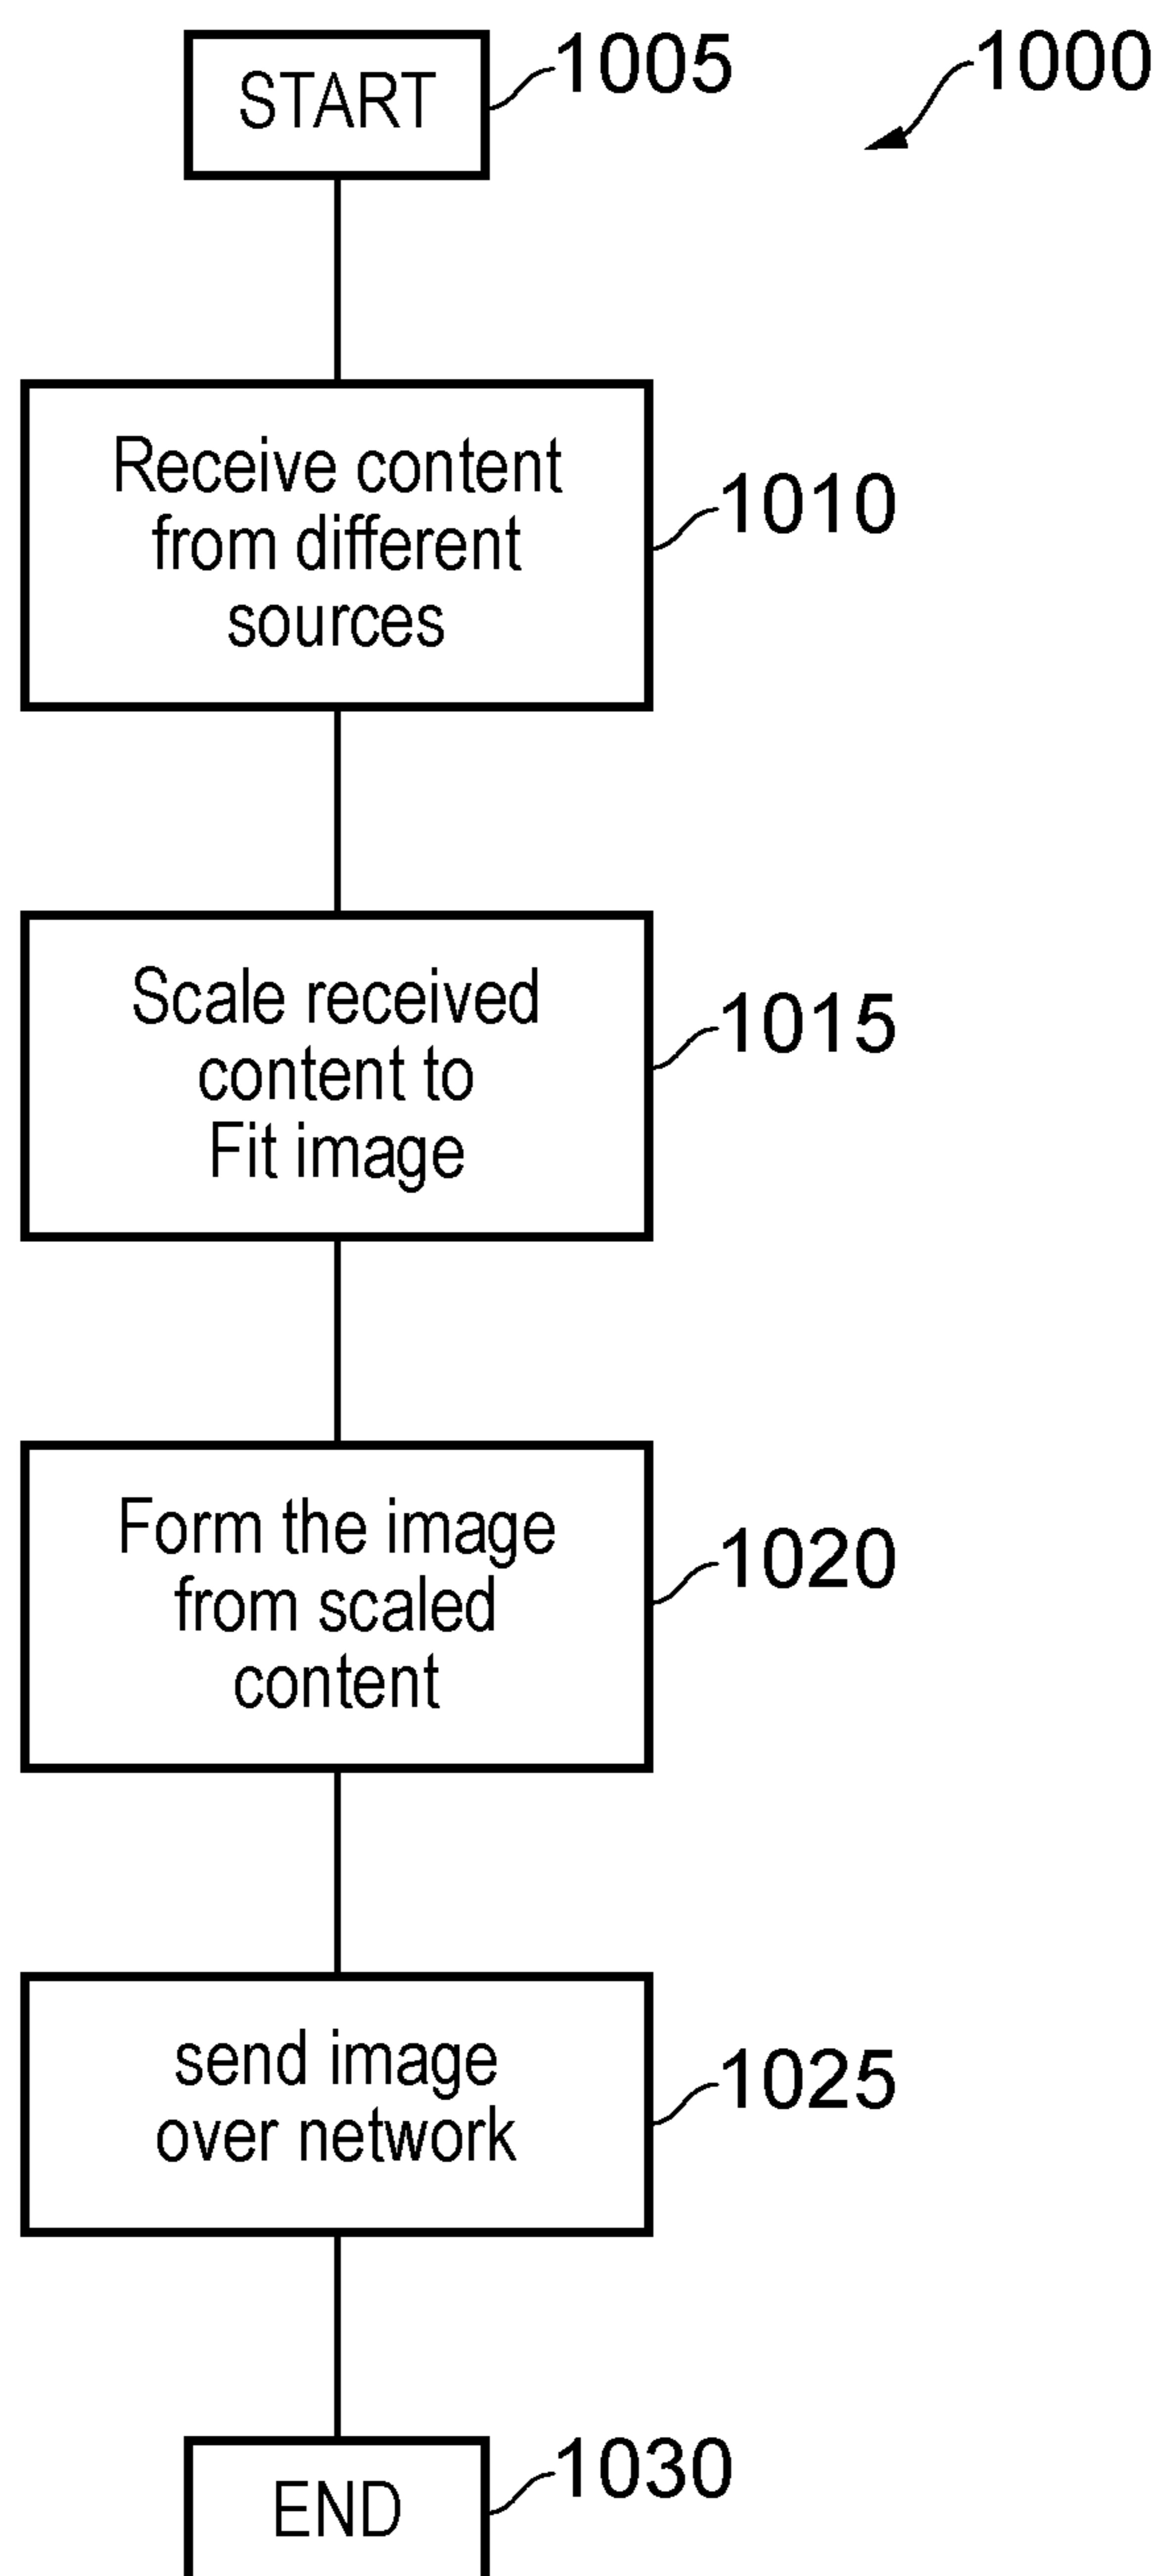 START
1005
1000
Receive content
from different
sources
1010
Scale received
content to
Fit image
1015
Form the image
from scaled
content
1020
send image
over network
1025
END
1030